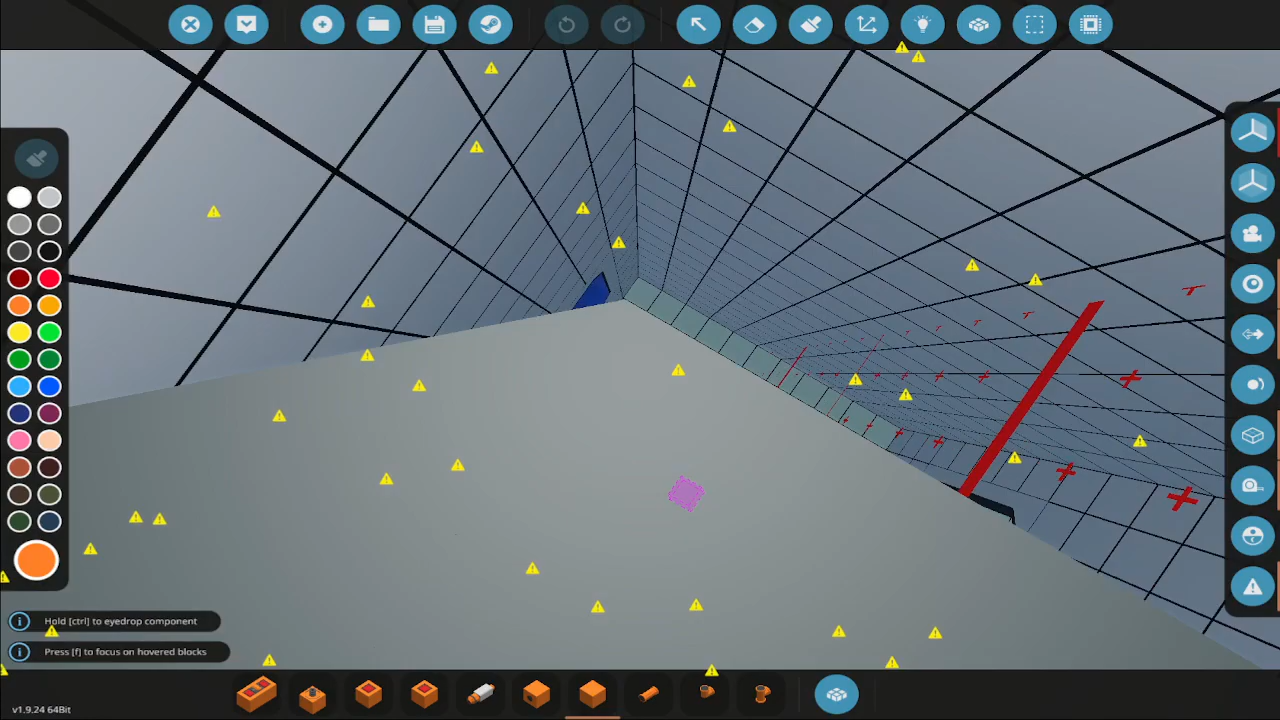 Hold [ctrl] to eyedrop component
Press [f] to focus on hovered blocks
v1.9.24 64Bit